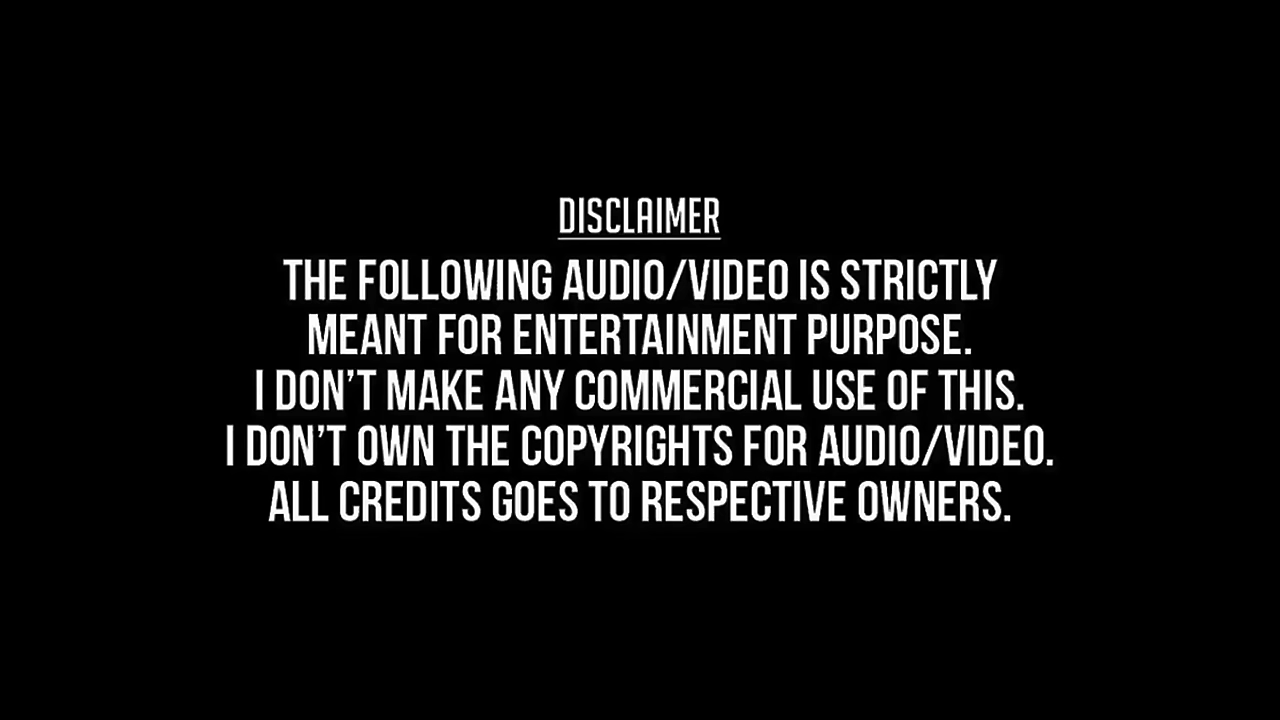 DISCLAIMER
THE FOLLOWING AUDIO/VIDEO IS STRICTLY
MEANT FOR ENTERTAINMENT PURPOSE.
I DON’T MAKE ANY COMMERCIAL USE OF THIS.
I DON’T OWN THE COPYRIGHTS FOR AUDIO/VIDEO.
ALL CREDITS GOES TO RESPECTIVE OWNERS.